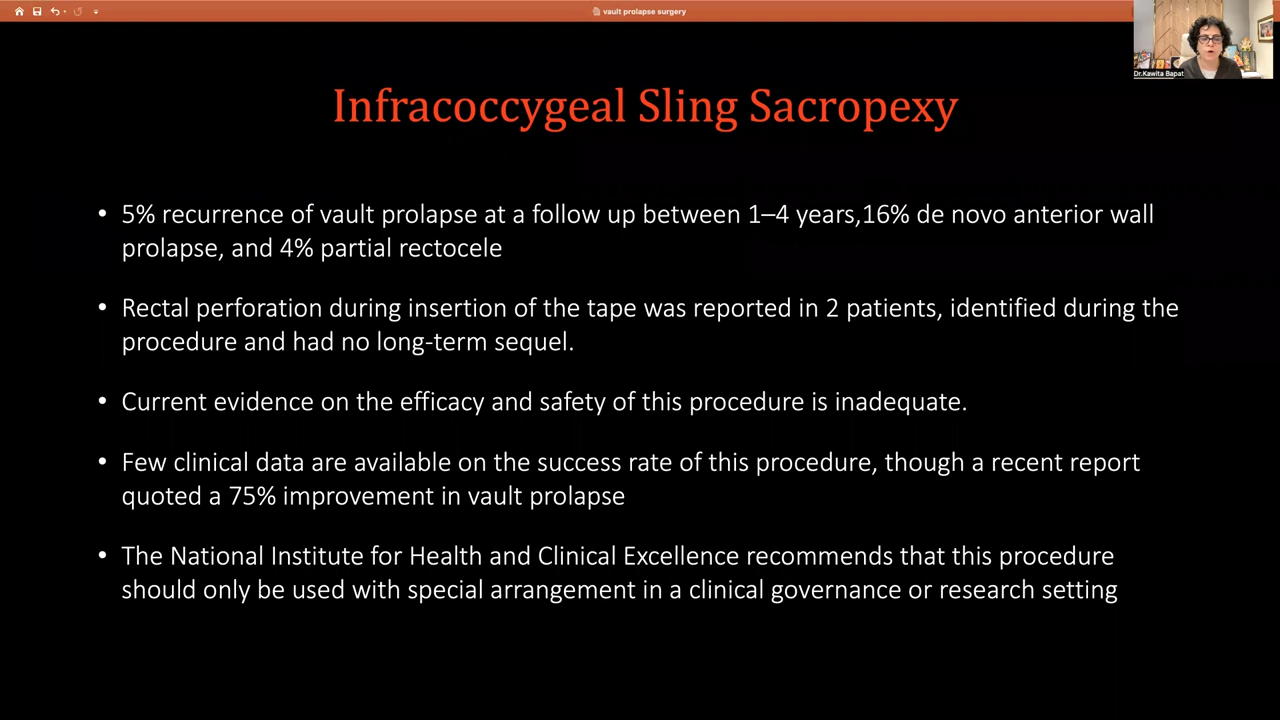 vault prolapse surgery
Dr.Kawita Bapat
Infracoccygeal Sling Sacropexy
• 5% recurrence of vault prolapse at a follow up between 1–4 years,16% de novo anterior wall
prolapse, and 4% partial rectocele
• Rectal perforation during insertion of the tape was reported in 2 patients, identified during the
procedure and had no long-term sequel.
• Current evidence on the efficacy and safety of this procedure is inadequate.
• Few clinical data are available on the success rate of this procedure, though a recent report
quoted a 75% improvement in vault prolapse
• The National Institute for Health and Clinical Excellence recommends that this procedure
should only be used with special arrangement in a clinical governance or research setting